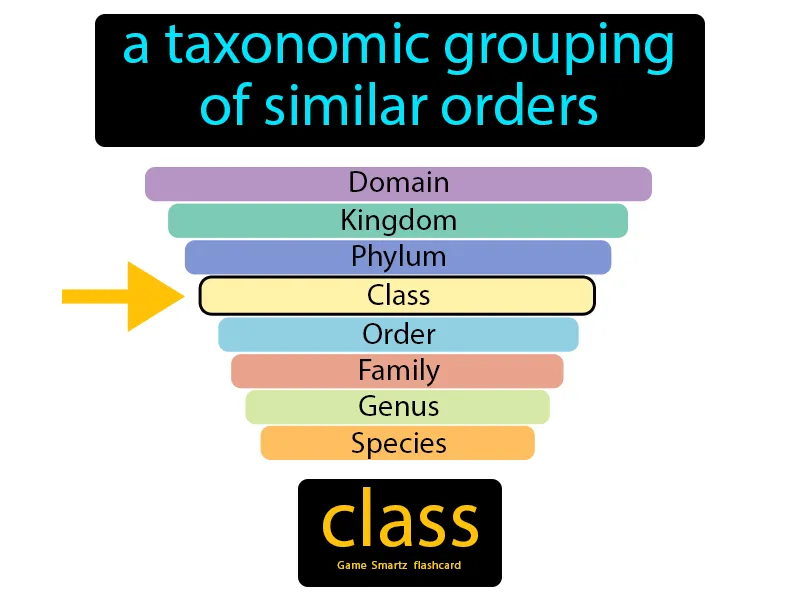 a taxonomic grouping
of similar orders
Domain
Kingdom
Phylum
Class
Order
Family
Genus
Species
class
Game Smartz flashcard